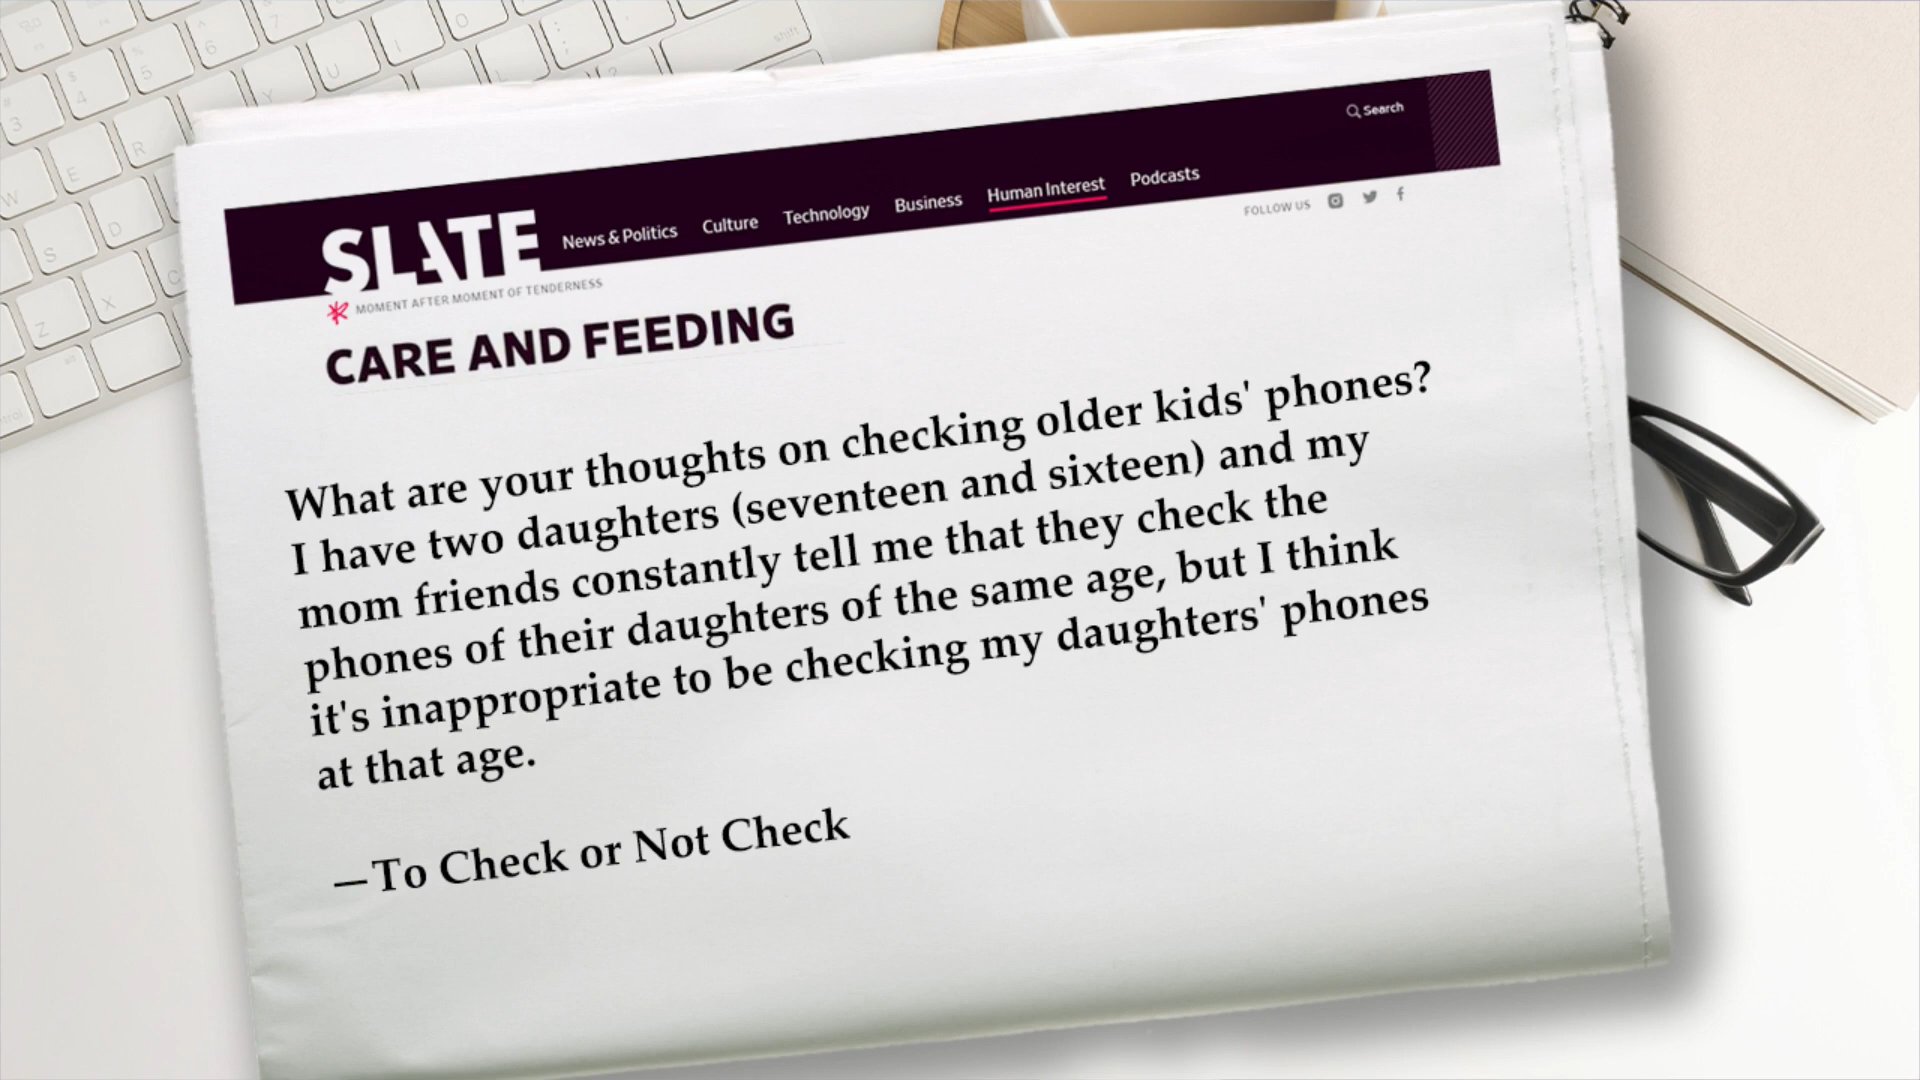 Search
SLATE
News & Politics Culture Technology Business Human Interest Podcasts
FOLLOW US
MOMENT AFTER MOMENT OF TENDERNESS
CARE AND FEEDING
What are your thoughts on checking older kids' phones?
I have two daughters (seventeen and sixteen) and my
mom friends constantly tell me that they check the
phones of their daughters of the same age, but I think
it's inappropriate to be checking my daughters' phones
at that age.
—To Check or Not Check